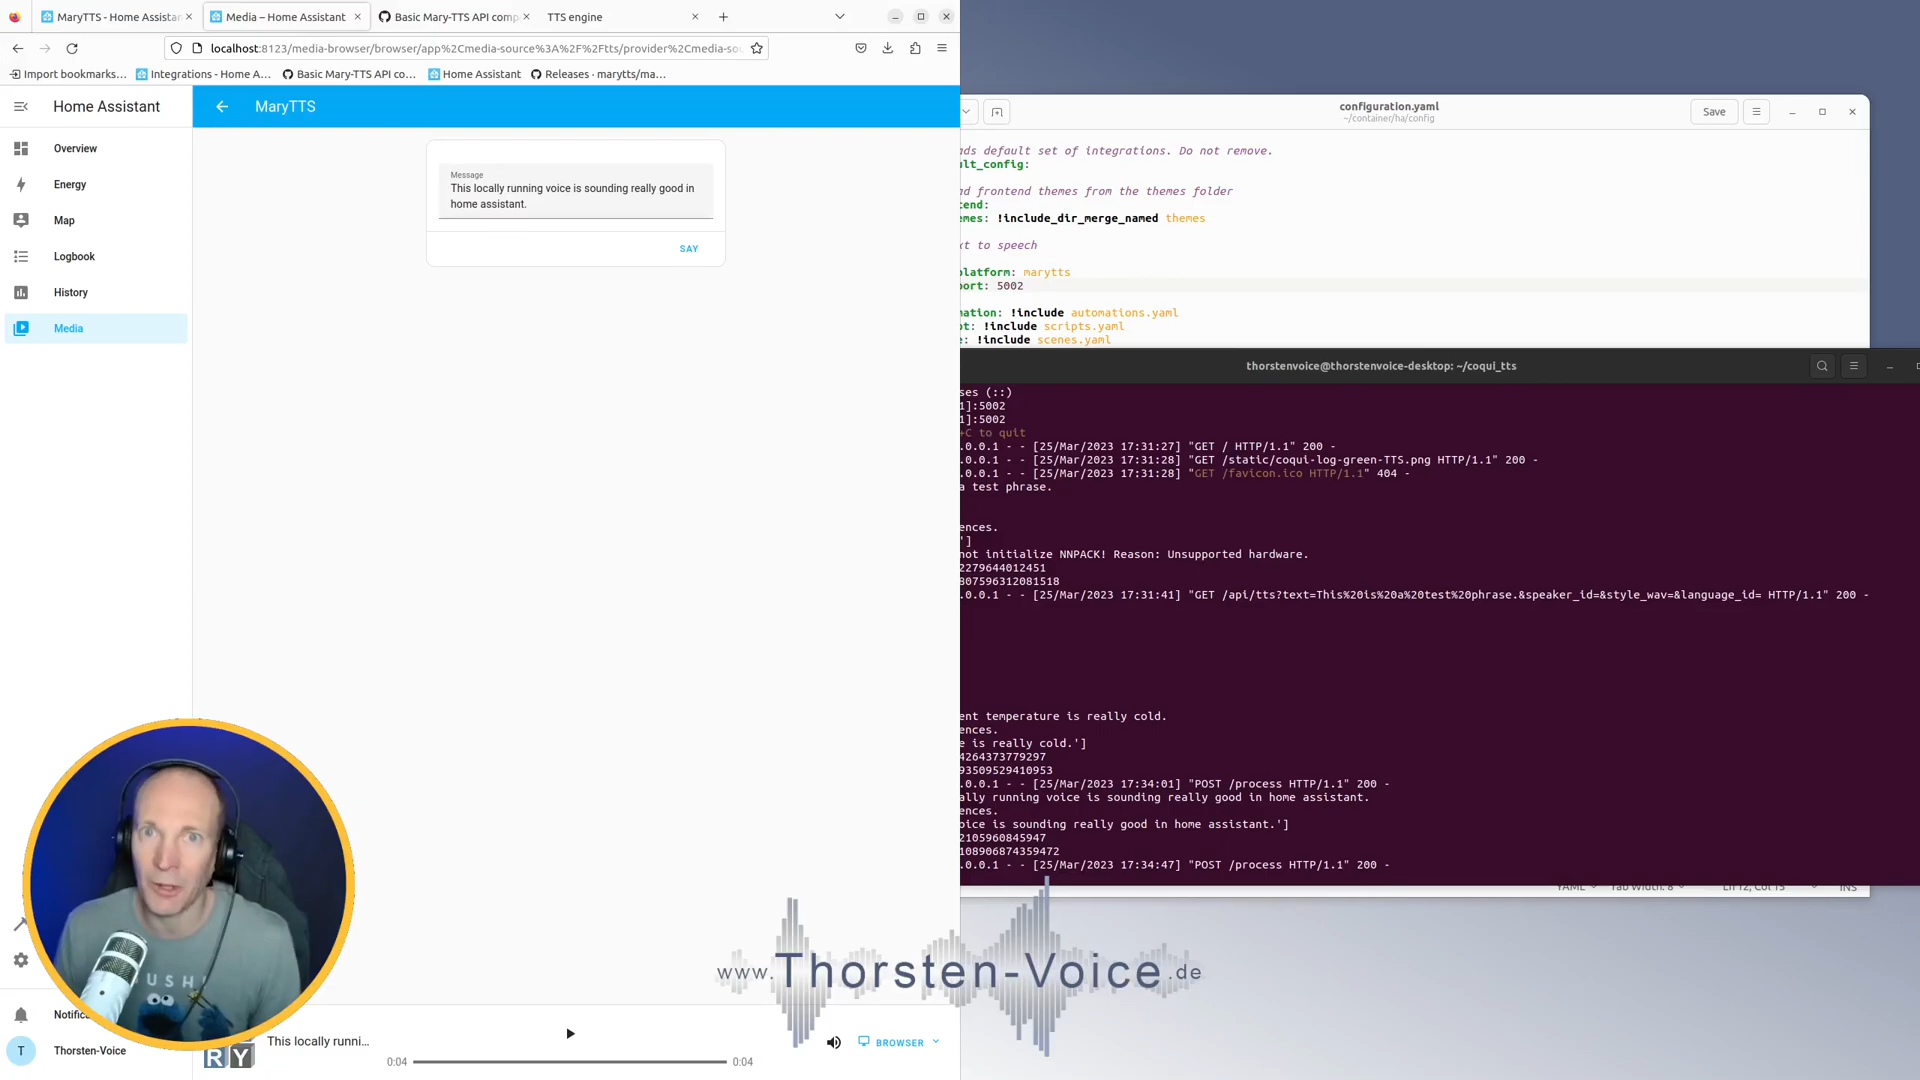 MaryTTS - Home Assistan
Media – Home Assistant
Basic Mary-TTS API comp
TTS engine
localhost:8123/media-browser/browser/app%2Cmedia-source%3A%2F%2Ftts/provider%2Cmedia-so
Import bookmarks...
Integrations - Home A...
Basic Mary-TTS API co...
Home Assistant
Releases · marytts/ma...
Home Assistant
MaryTTS
Overview
Energy
Map
Logbook
History
Media
Message
This locally running voice is sounding really good in
home assistant.
SAY
configuration.yaml
~/container/ha/config
Save
ads default set of integrations. Do not remove.
ult_config:
ad frontend themes from the themes folder
tend:
emes: !include_dir_merge_named themes
xt to speech
platform: marytts
port: 5002
mation: !include automations.yaml
pt: !include scripts.yaml
e: !include scenes.yaml
thorstenvoice@thorstenvoice-desktop: ~/coqui_tts
ses (::)
1]:5002
1]:5002
+C to quit
.0.0.1 - - [25/Mar/2023 17:31:27] "GET / HTTP/1.1" 200 -
.0.0.1 - - [25/Mar/2023 17:31:28] "GET /static/coqui-log-green-TTS.png HTTP/1.1" 200 -
.0.0.1 - - [25/Mar/2023 17:31:28] "GET /favicon.ico HTTP/1.1" 404 -
a test phrase.
ences.
']
not initialize NNPACK! Reason: Unsupported hardware.
2279644012451
807596312081518
.0.0.1 - - [25/Mar/2023 17:31:41] "GET /api/tts?text=This%20is%20a%20test%20phrase.&speaker_id=&style_wav=&language_id= HTTP/1.1" 200 -
ent temperature is really cold.
ences.
e is really cold.']
4264373779297
93509529410953
.0.0.1 - - [25/Mar/2023 17:34:01] "POST /process HTTP/1.1" 200 -
ally running voice is sounding really good in home assistant.
ences.
oice is sounding really good in home assistant.']
2105960845947
108906874359472
.0.0.1 - - [25/Mar/2023 17:34:47] "POST /process HTTP/1.1" 200 -
YAML
Tab Width: 8
Ln 12, Col 13
INS
www.Thorsten-Voice.de
Notific
T
Thorsten-Voice
RY
This locally runni...
0:04
0:04
BROWSER